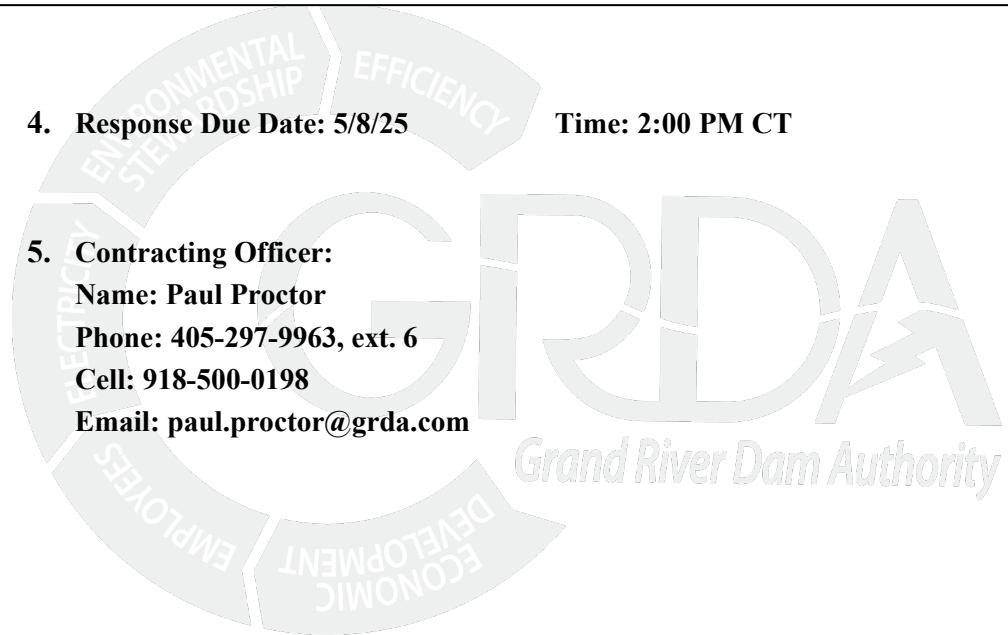 4. Response Due Date: 5/8/25 Time: 2:00 PM CT
5. Contracting Officer:
Name: Paul Proctor
Phone: 405-297-9963, ext. 6
Cell: 918-500-0198
Email: paul.proctor@grda.com
ENVIRONMENTAL
STEWARDSHIP
EFFICIENCY
ELECTRICITY
EMPLOYEES
ECONOMIC
DEVELOPMENT
GRDA
Grand River Dam Authority